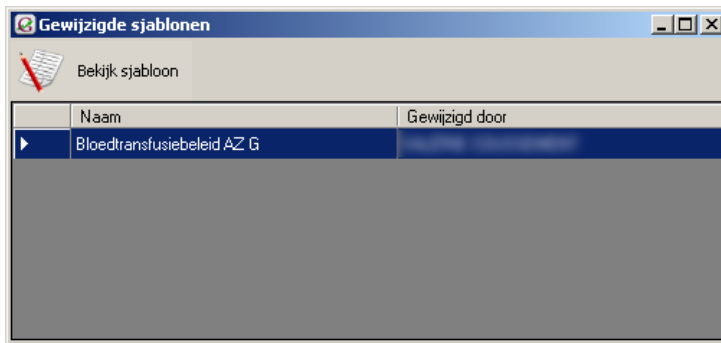 Gewijzigde sjablonen
Bekijk sjabloon
Naam Gewijzigd door
Bloedtransfusiebeleid AZ G